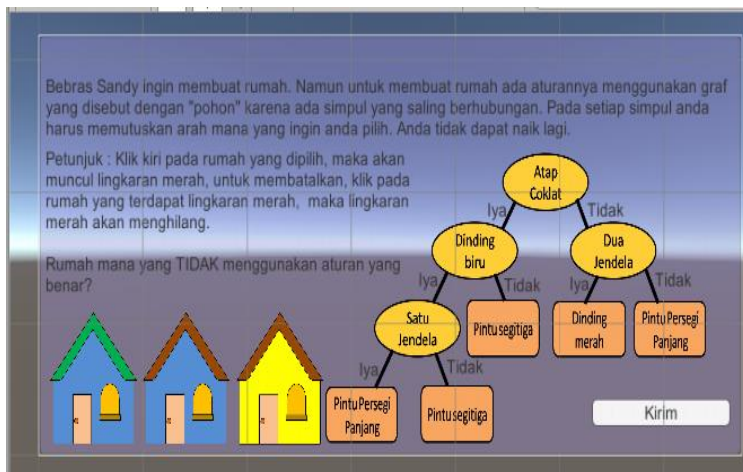 Bebras Sandy ingin membuat rumah. Namun untuk membuat rumah ada aturannya menggunakan graf
yang disebut dengan "pohon" karena ada simpul yang saling berhubungan. Pada setiap simpul anda
harus memutuskan arah mana yang ingin anda pilih. Anda tidak dapat naik lagi.
Petunjuk : Klik kiri pada rumah yang dipilih, maka akan
muncul lingkaran merah, untuk membatalkan, klik pada
rumah yang terdapat lingkaran merah, maka lingkaran
merah akan menghilang.
Rumah mana yang TIDAK menggunakan aturan yang
benar?
Atap
Coklat
Iya
Tidak
Dinding
biru
Dua
Jendela
Iya
Tidak
Iya
Tidak
Satu
Jendela
Pintu segitiga
Dinding
merah
Pintu Persegi
Panjang
Iya
Tidak
Pintu Persegi
Panjang
Pintu segitiga
Kirim